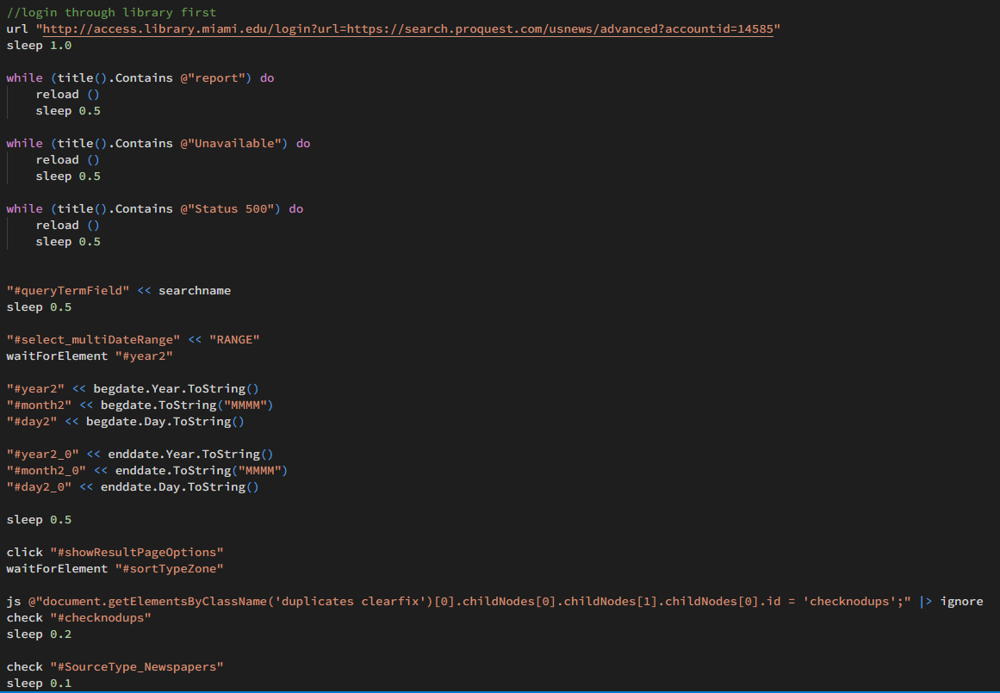 //login through library first
url "http://access.library.miami.edu/login?url=https://search.proquest.com/usnews/advanced?accountid=14585"
sleep 1.0
while (title().Contains @"report") do
reload ()
sleep 0.5
while (title().Contains @"Unavailable") do
reload ()
sleep 0.5
while (title().Contains @"Status 500") do
reload ()
sleep 0.5
"#queryTermField" << searchname
sleep 0.5
"#select_multiDateRange" << "RANGE"
waitForElement "#year2"
"#year2" << begdate.Year.ToString()
"#month2" << begdate.ToString("MMMM")
"#day2" << begdate.Day.ToString()
"#year2_0" << enddate.Year.ToString()
"#month2_0" << enddate.ToString("MMMM")
"#day2_0" << enddate.Day.ToString()
sleep 0.5
click "#showResultPageOptions"
waitForElement "#sortTypeZone"
js @"document.getElementsByClassName('duplicates clearfix')[0].childNodes[0].childNodes[1].childNodes[0].id = 'checknodups';" |> ignore
check "#checknodups"
sleep 0.2
check "#SourceType_Newspapers"
sleep 0.1